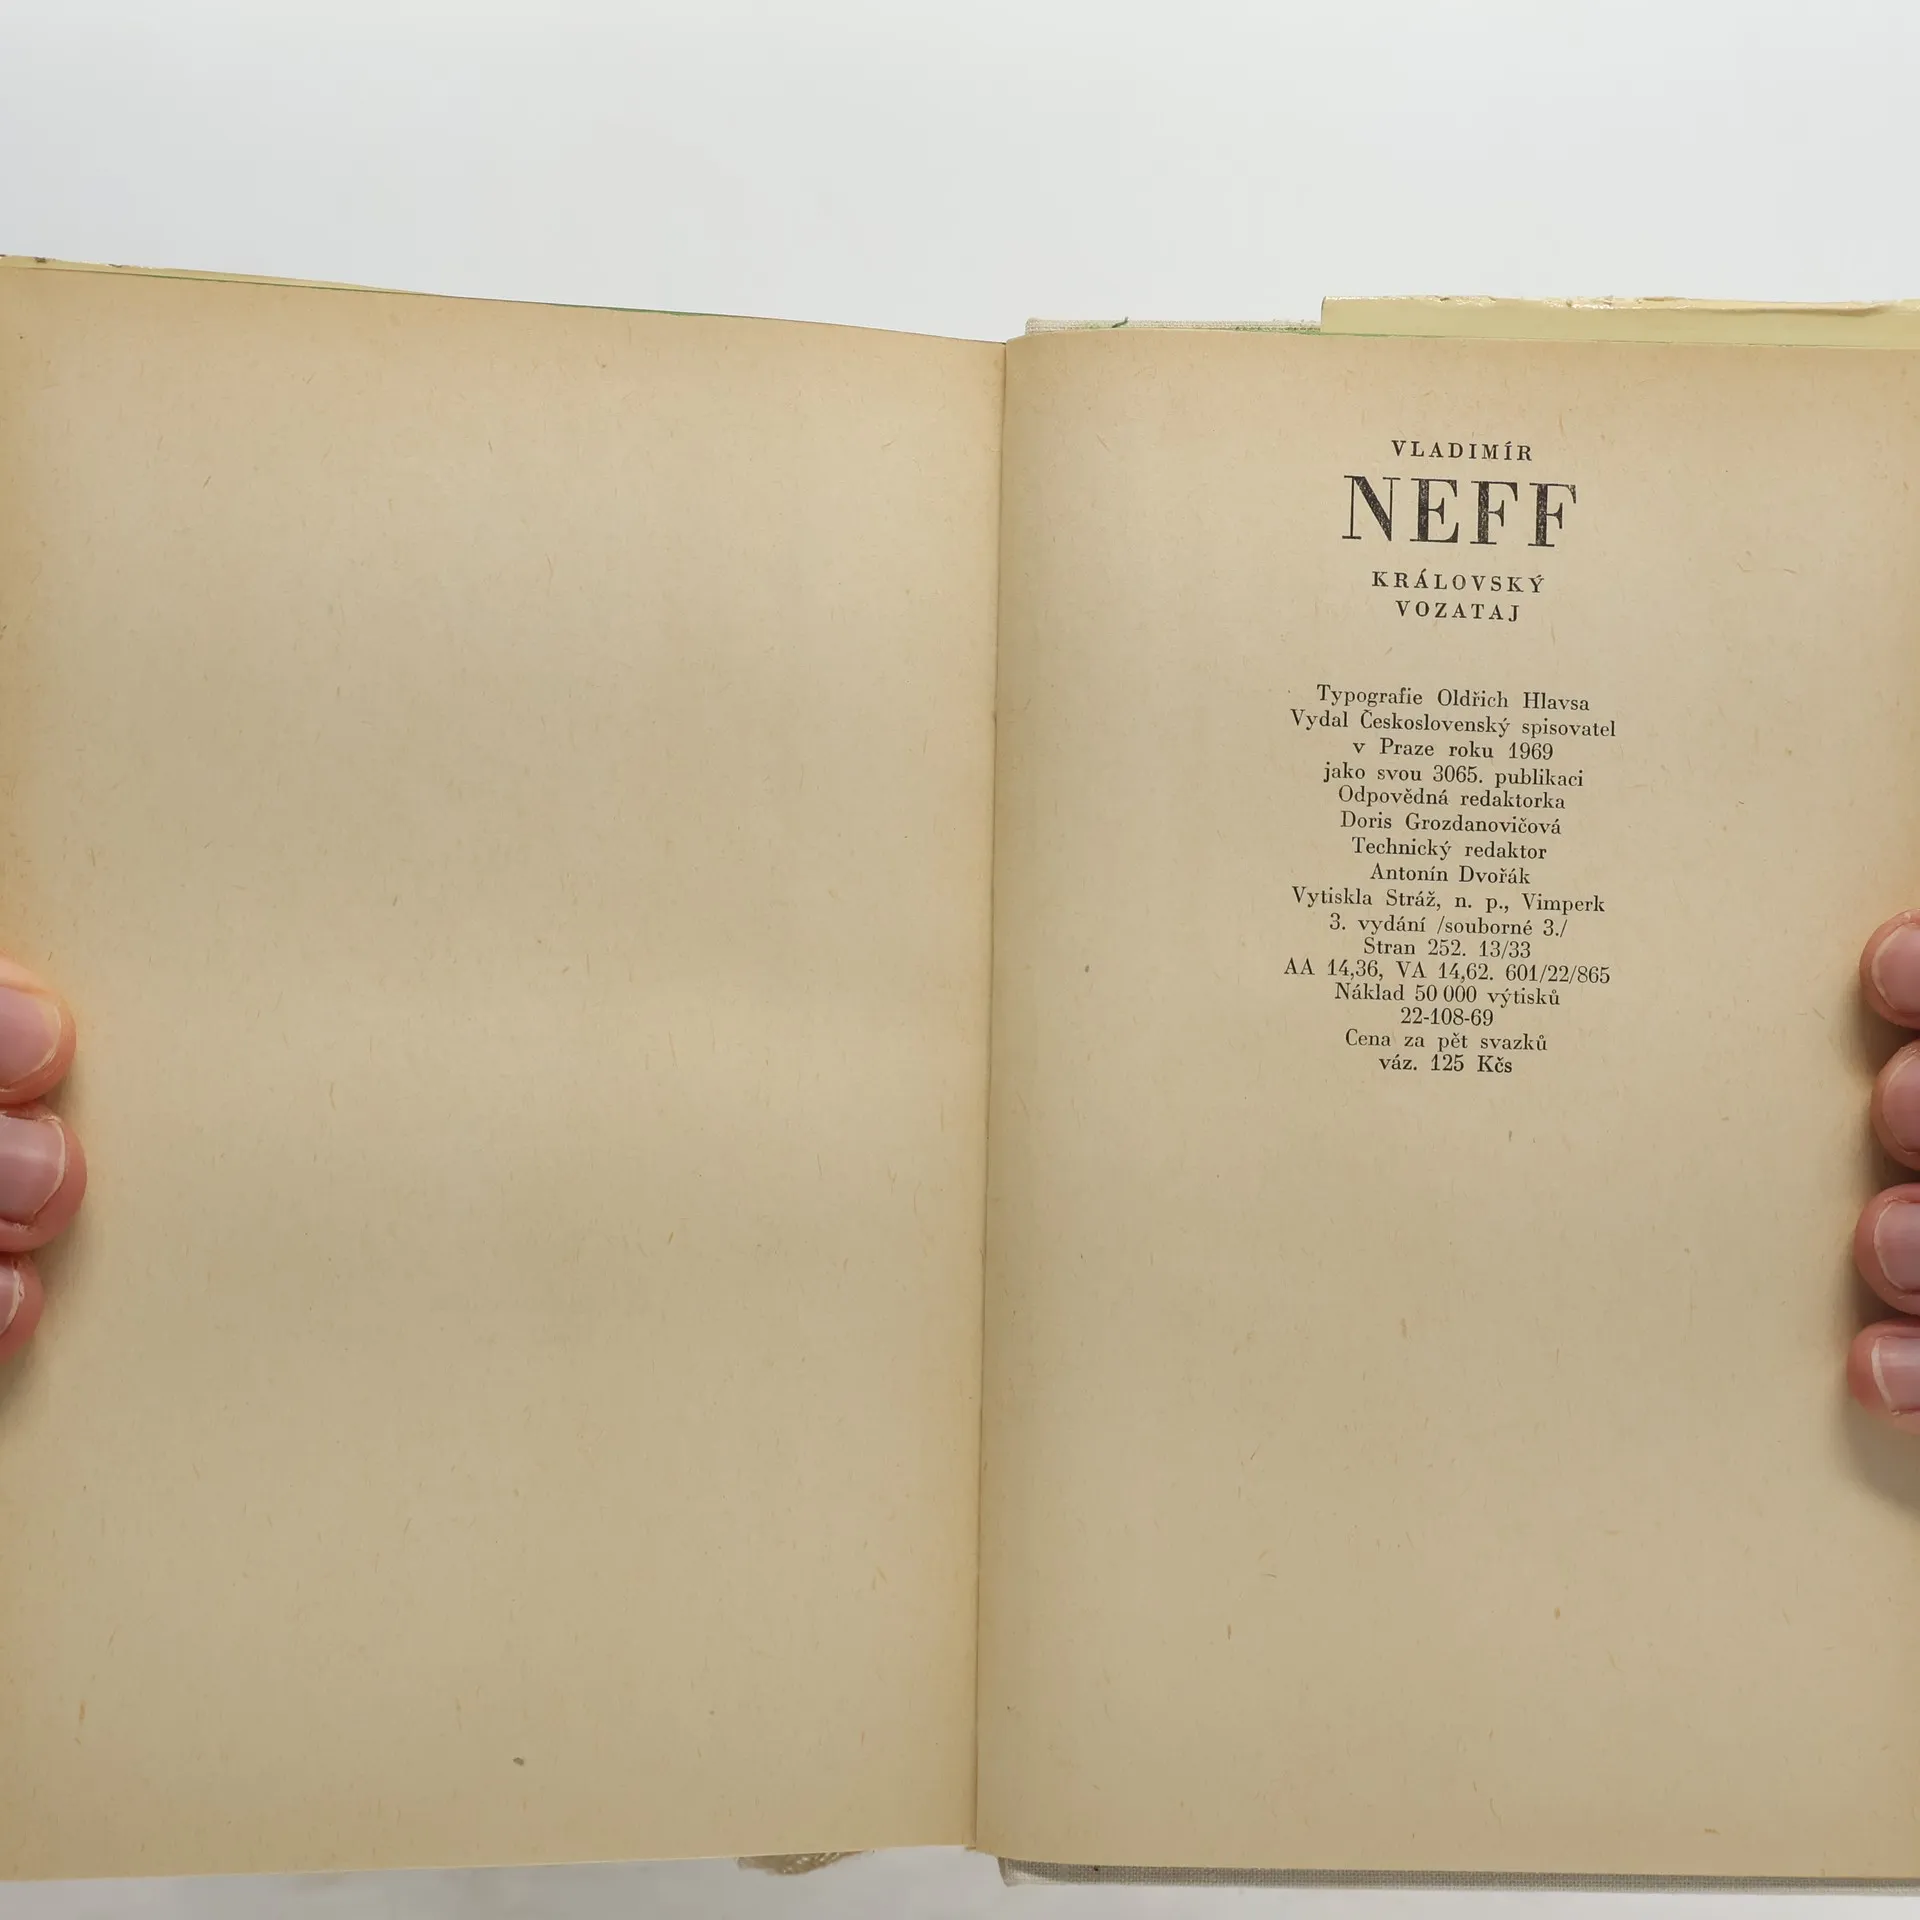 VLADIMÍR
NEFF
KRÁLOVSKÝ
VOZATAJ
Typografie Oldřich Hlavsa
Vydal Československý spisovatel
v Praze roku 1969
jako svou 3065. publikaci
Odpovědná redaktorka
Doris Grozdanovičová
Technický redaktor
Antonín Dvořák
Vytiskla Stráž, n. p., Vimperk
3. vydání /souborné 3./
Stran 252. 13/33
AA 14,36, VA 14,62. 601/22/865
Náklad 50 000 výtisků
22-108-69
Cena za pět svazků
váz. 125 Kčs